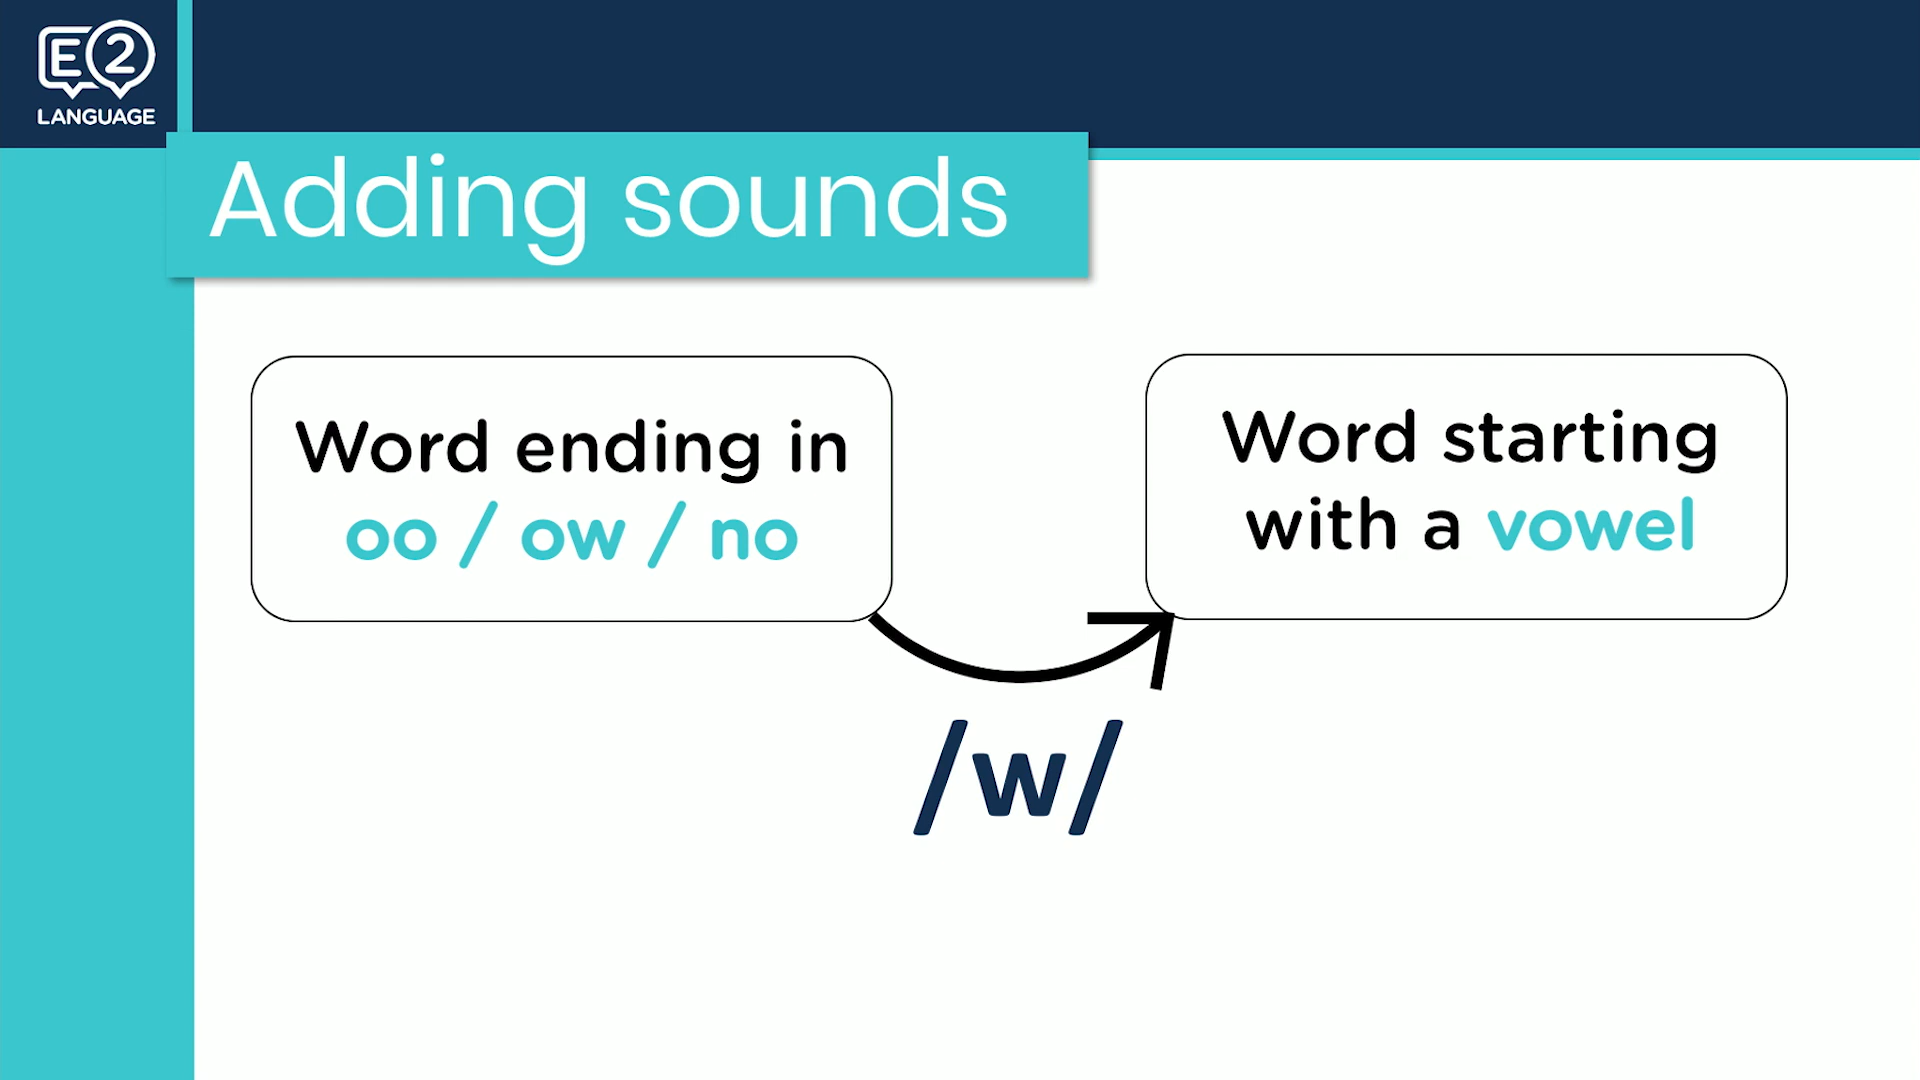 E2
LANGUAGE
Adding sounds
Word ending in
oo / ow / no
Word starting
with a vowel
/w/